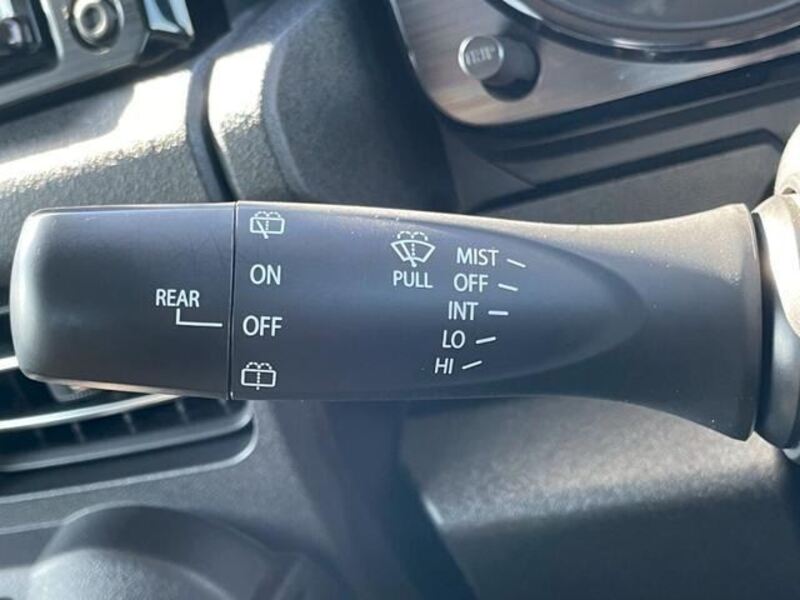 REAR
ON
OFF
PULL
MIST
OFF
INT
LO
HI